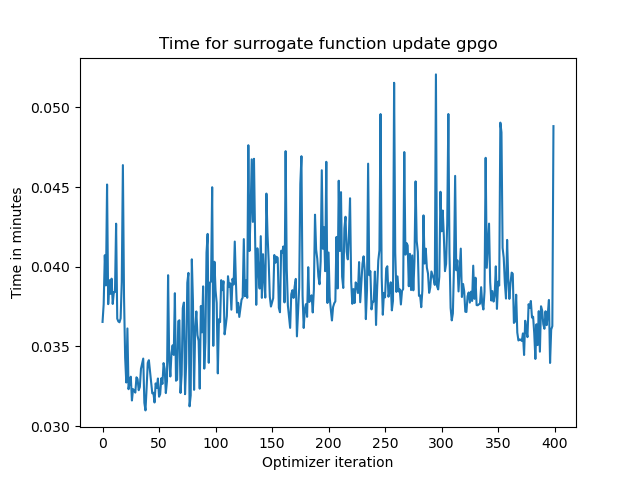 Time for surrogate function update gpgo
Time in minutes
0.050
0.045
0.040
0.035
0.030
0 50 100 150 200 250 300 350 400
Optimizer iteration